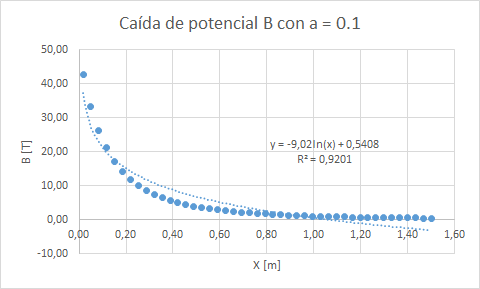 Caída de potencial B con a = 0.1
50,00
40,00
30,00
20,00
10,00
0,00
-10,00
B [T]
y = -9,02ln(x) + 0,5408
R² = 0,9201
0,00 0,20 0,40 0,60 0,80 1,00 1,20 1,40 1,60
X [m]